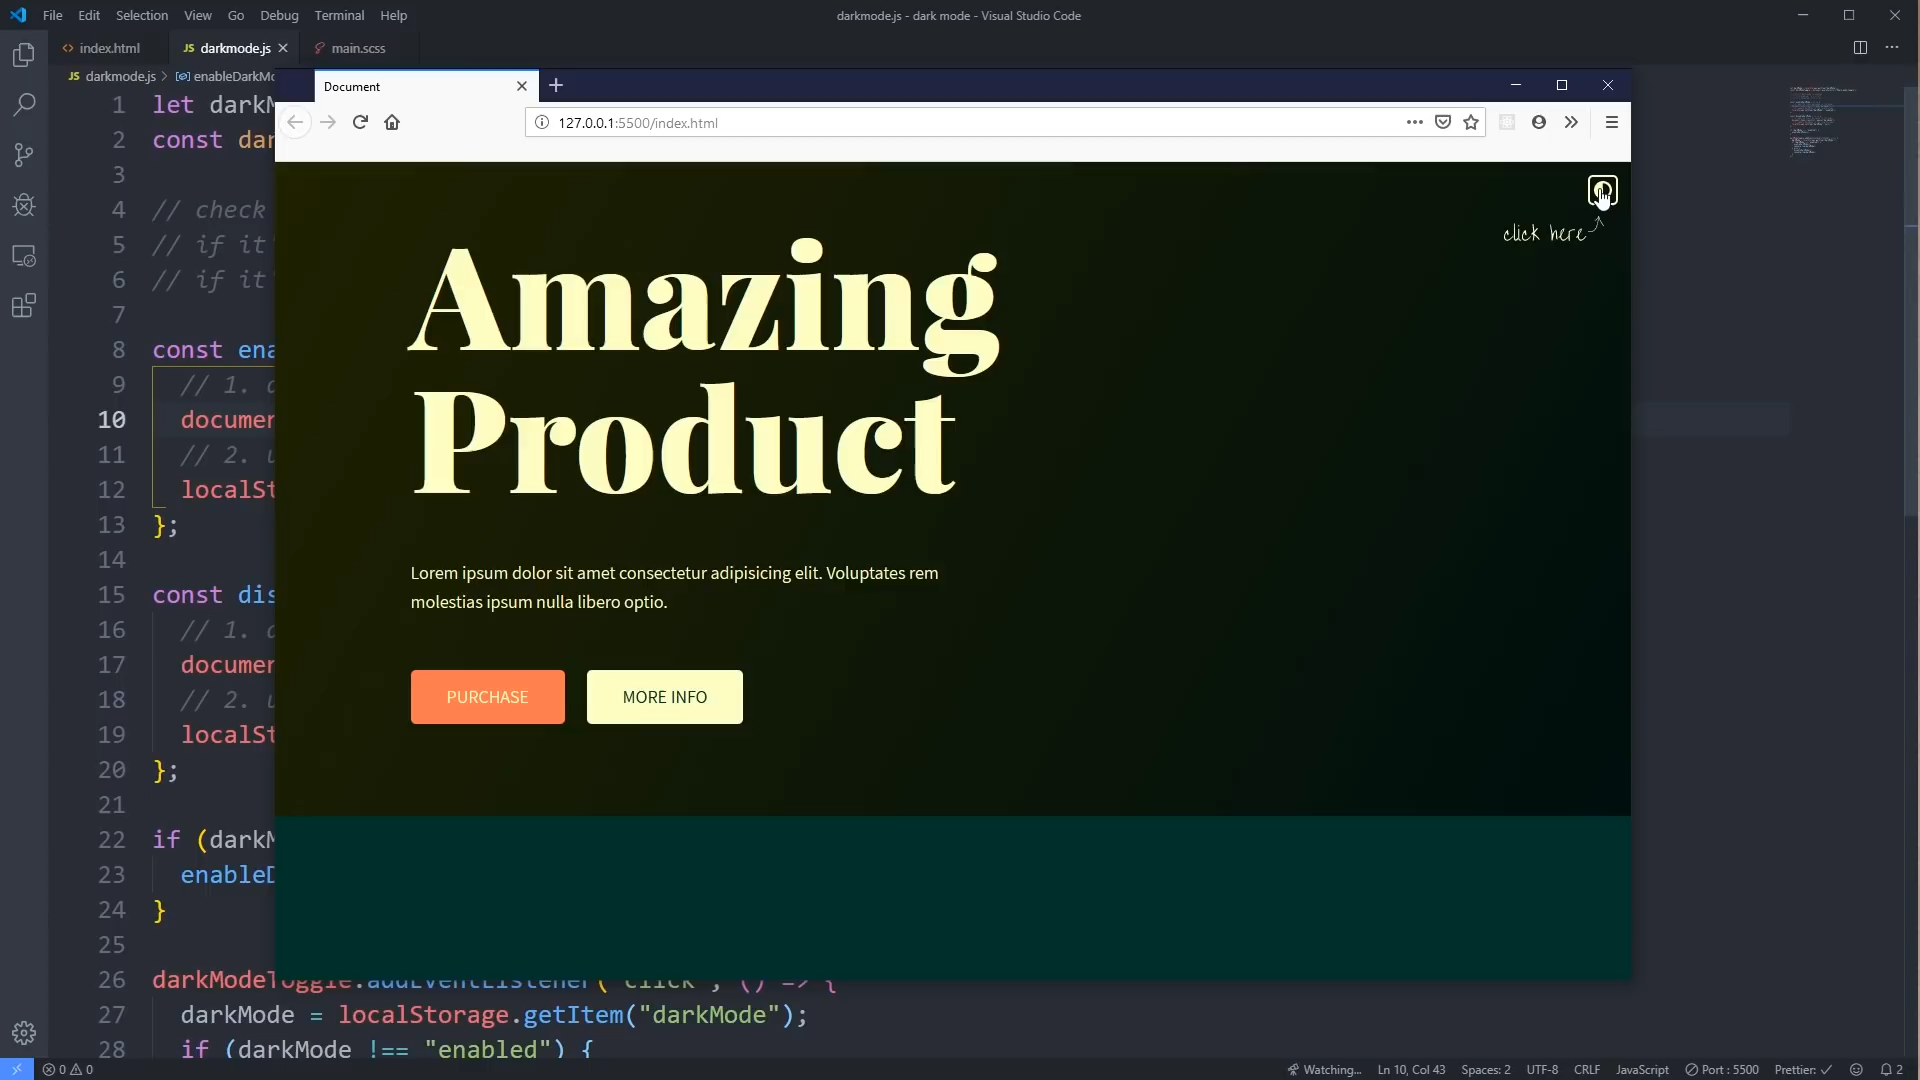 File Edit Selection View Go Debug Terminal Help
darkmode.js - dark mode - Visual Studio Code
index.html
JS darkmode.js
main.scss
JS darkmode.js > enableDarkMo
1 let darkM
2 const dar
3
4 // check
5 // if it'
6 // if it'
7
8 const ena
9 // 1.
10 documen
11 // 2. u
12 localSt
13 };
14
15 const dis
16 // 1.
17 documen
18 // 2. u
19 localSt
20 };
21
22 if (darkM
23 enableD
24 }
25
26 darkModeToggle.addEventListener("click", () => {
27 darkMode = localStorage.getItem("darkMode");
28 if (darkMode !== "enabled") {
Document
127.0.0.1:5500/index.html
click here
Amazing
Product
Lorem ipsum dolor sit amet consectetur adipisicing elit. Voluptates rem
molestias ipsum nulla libero optio.
PURCHASE
MORE INFO
0 0
Watching... Ln 10, Col 43 Spaces: 2 UTF-8 CRLF JavaScript Port : 5500 Prettier: ✓ 2